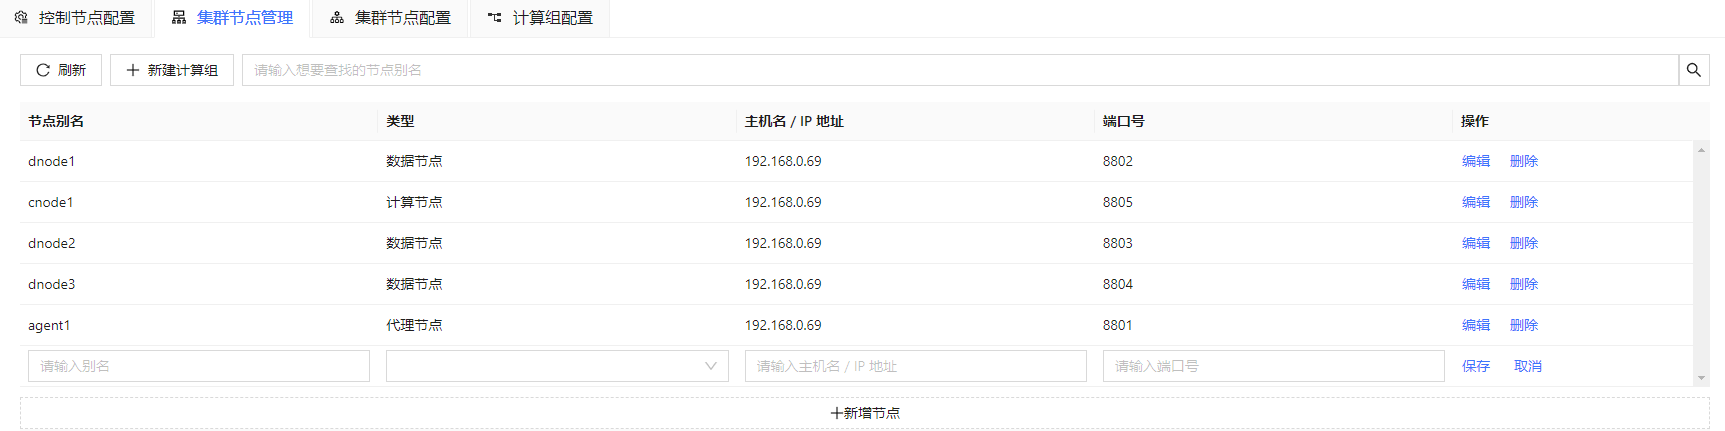 控制节点配置 集群节点管理 集群节点配置 计算组配置
刷新 新建计算组 请输入想要查找的节点别名
节点别名 类型 主机名 / IP 地址 端口号 操作
dnode1 数据节点 192.168.0.69 8802 编辑 删除
cnode1 计算节点 192.168.0.69 8805 编辑 删除
dnode2 数据节点 192.168.0.69 8803 编辑 删除
dnode3 数据节点 192.168.0.69 8804 编辑 删除
agent1 代理节点 192.168.0.69 8801 编辑 删除
请输入别名 请输入主机名 / IP 地址 请输入端口号 保存 取消
+新增节点